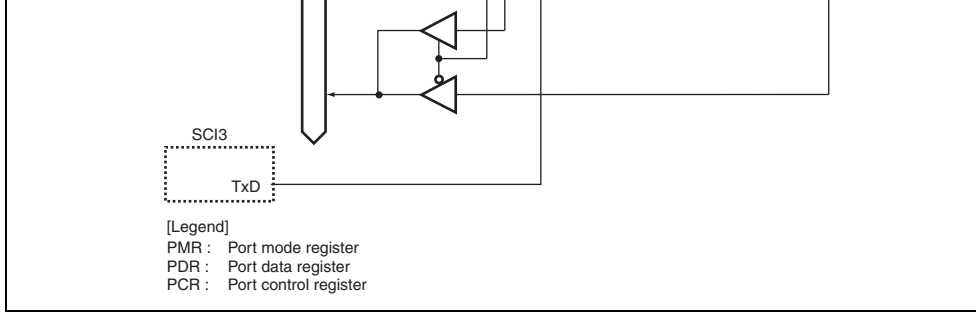 SCI3
TxD
[Legend]
PMR : Port mode register
PDR : Port data register
PCR : Port control register